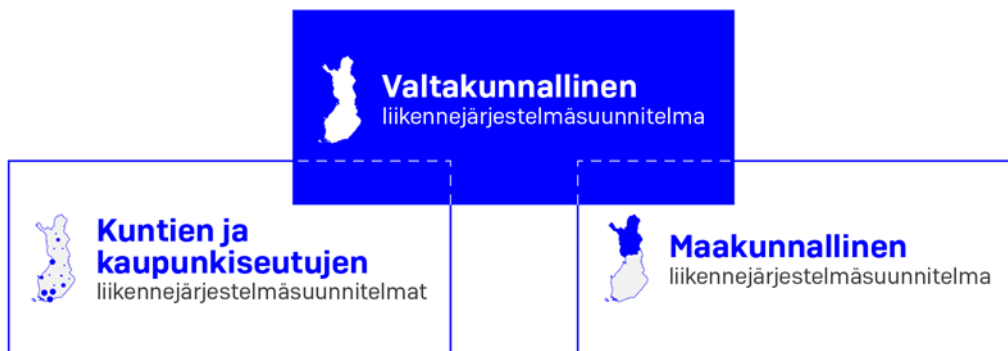 Valtakunnallinen
liikennejärjestelmäsuunnitelma
Kuntien ja
kaupunkiseutujen
liikennejärjestelmäsuunnitelmat
Maakunnallinen
liikennejärjestelmäsuunnitelma